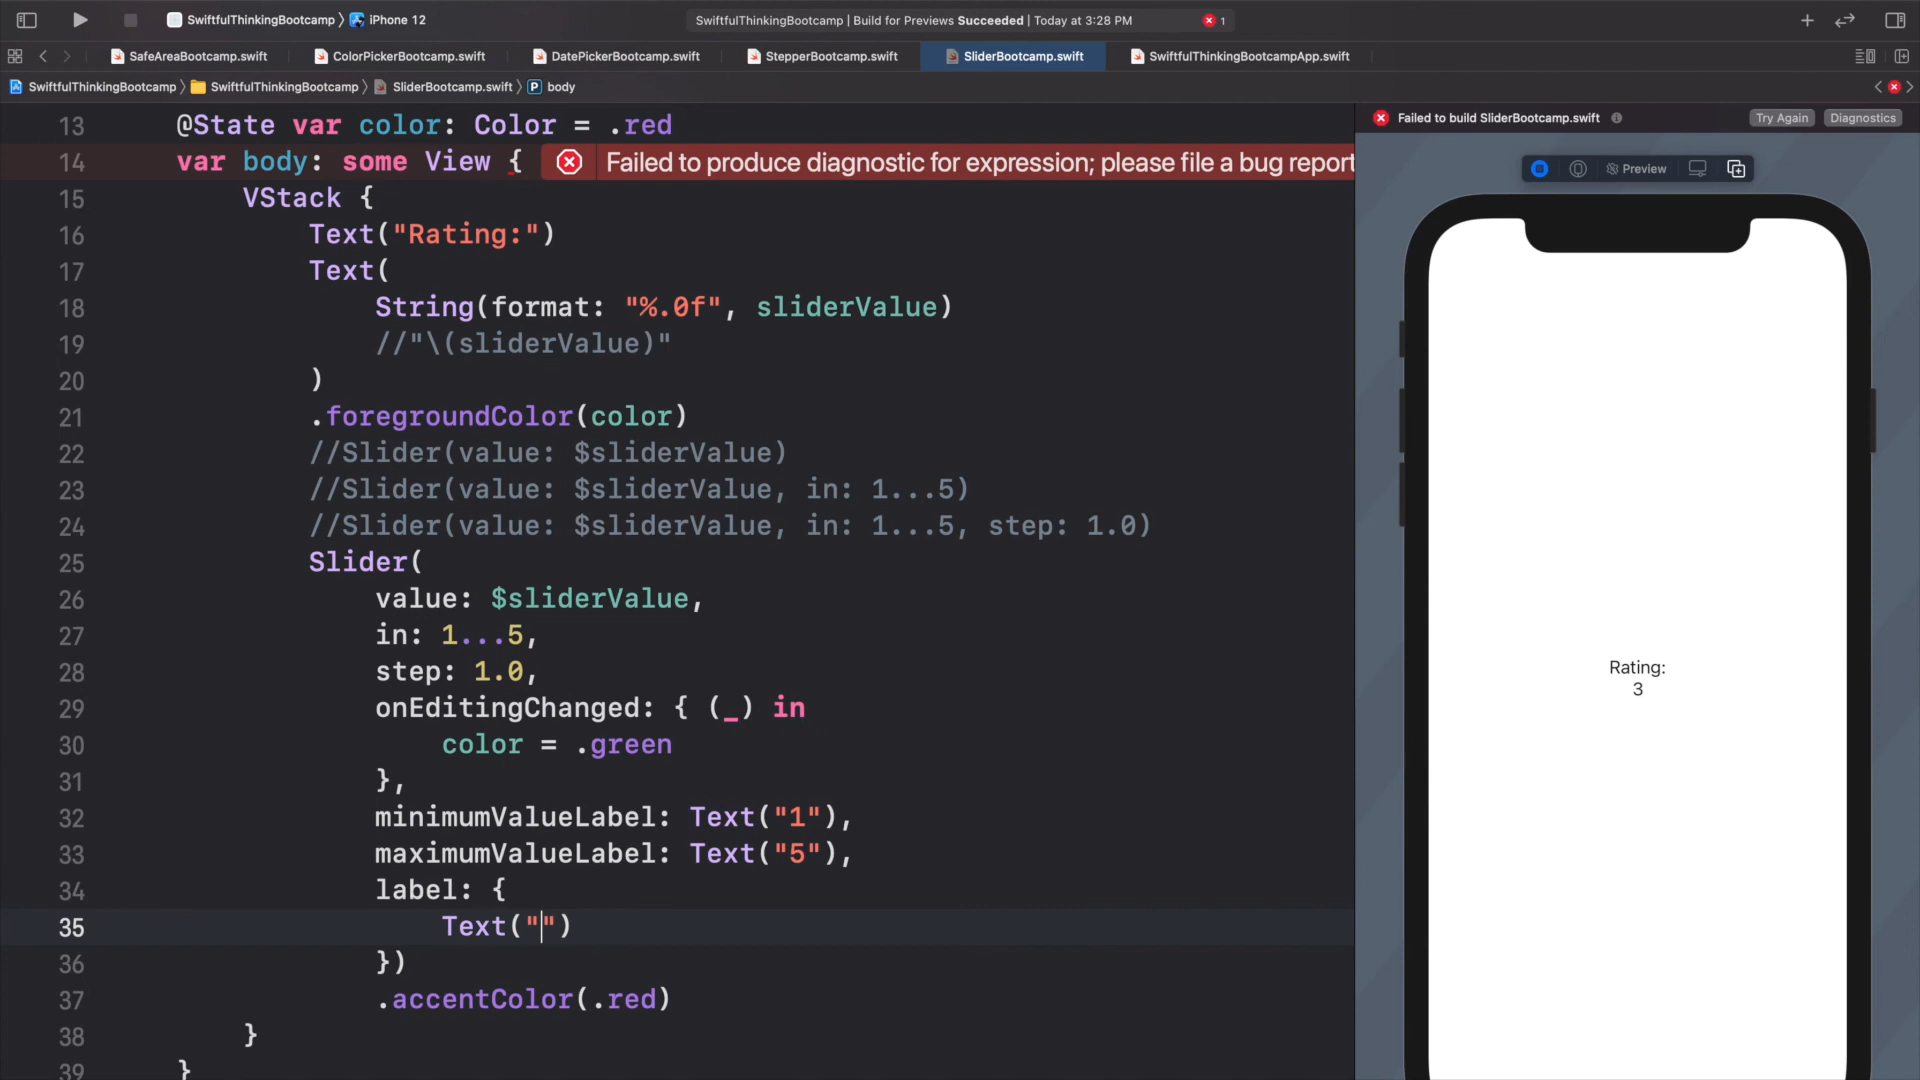 SwiftfulThinkingBootcamp 〉 iPhone 12
SwiftfulThinkingBootcamp | Build for Previews Succeeded | Today at 3:28 PM
1
SafeAreaBootcamp.swift
ColorPickerBootcamp.swift
DatePickerBootcamp.swift
StepperBootcamp.swift
SliderBootcamp.swift
SwiftfulThinkingBootcampApp.swift
SwiftfulThinkingBootcamp 〉 SwiftfulThinkingBootcamp 〉 SliderBootcamp.swift 〉 P body
13 @State var color: Color = .red
14 var body: some View { Failed to produce diagnostic for expression; please file a bug report
15 VStack {
16 Text("Rating:")
17 Text(
18 String(format: "%.0f", sliderValue)
19 //"\(sliderValue)"
20 )
21 .foregroundColor(color)
22 //Slider(value: $sliderValue)
23 //Slider(value: $sliderValue, in: 1...5)
24 //Slider(value: $sliderValue, in: 1...5, step: 1.0)
25 Slider(
26 value: $sliderValue,
27 in: 1...5,
28 step: 1.0,
29 onEditingChanged: { (_) in
30 color = .green
31 },
32 minimumValueLabel: Text("1"),
33 maximumValueLabel: Text("5"),
34 label: {
35 Text("")
36 })
37 .accentColor(.red)
38 }
39 }
Failed to build SliderBootcamp.swift
Try Again
Diagnostics
Preview
Rating:
3